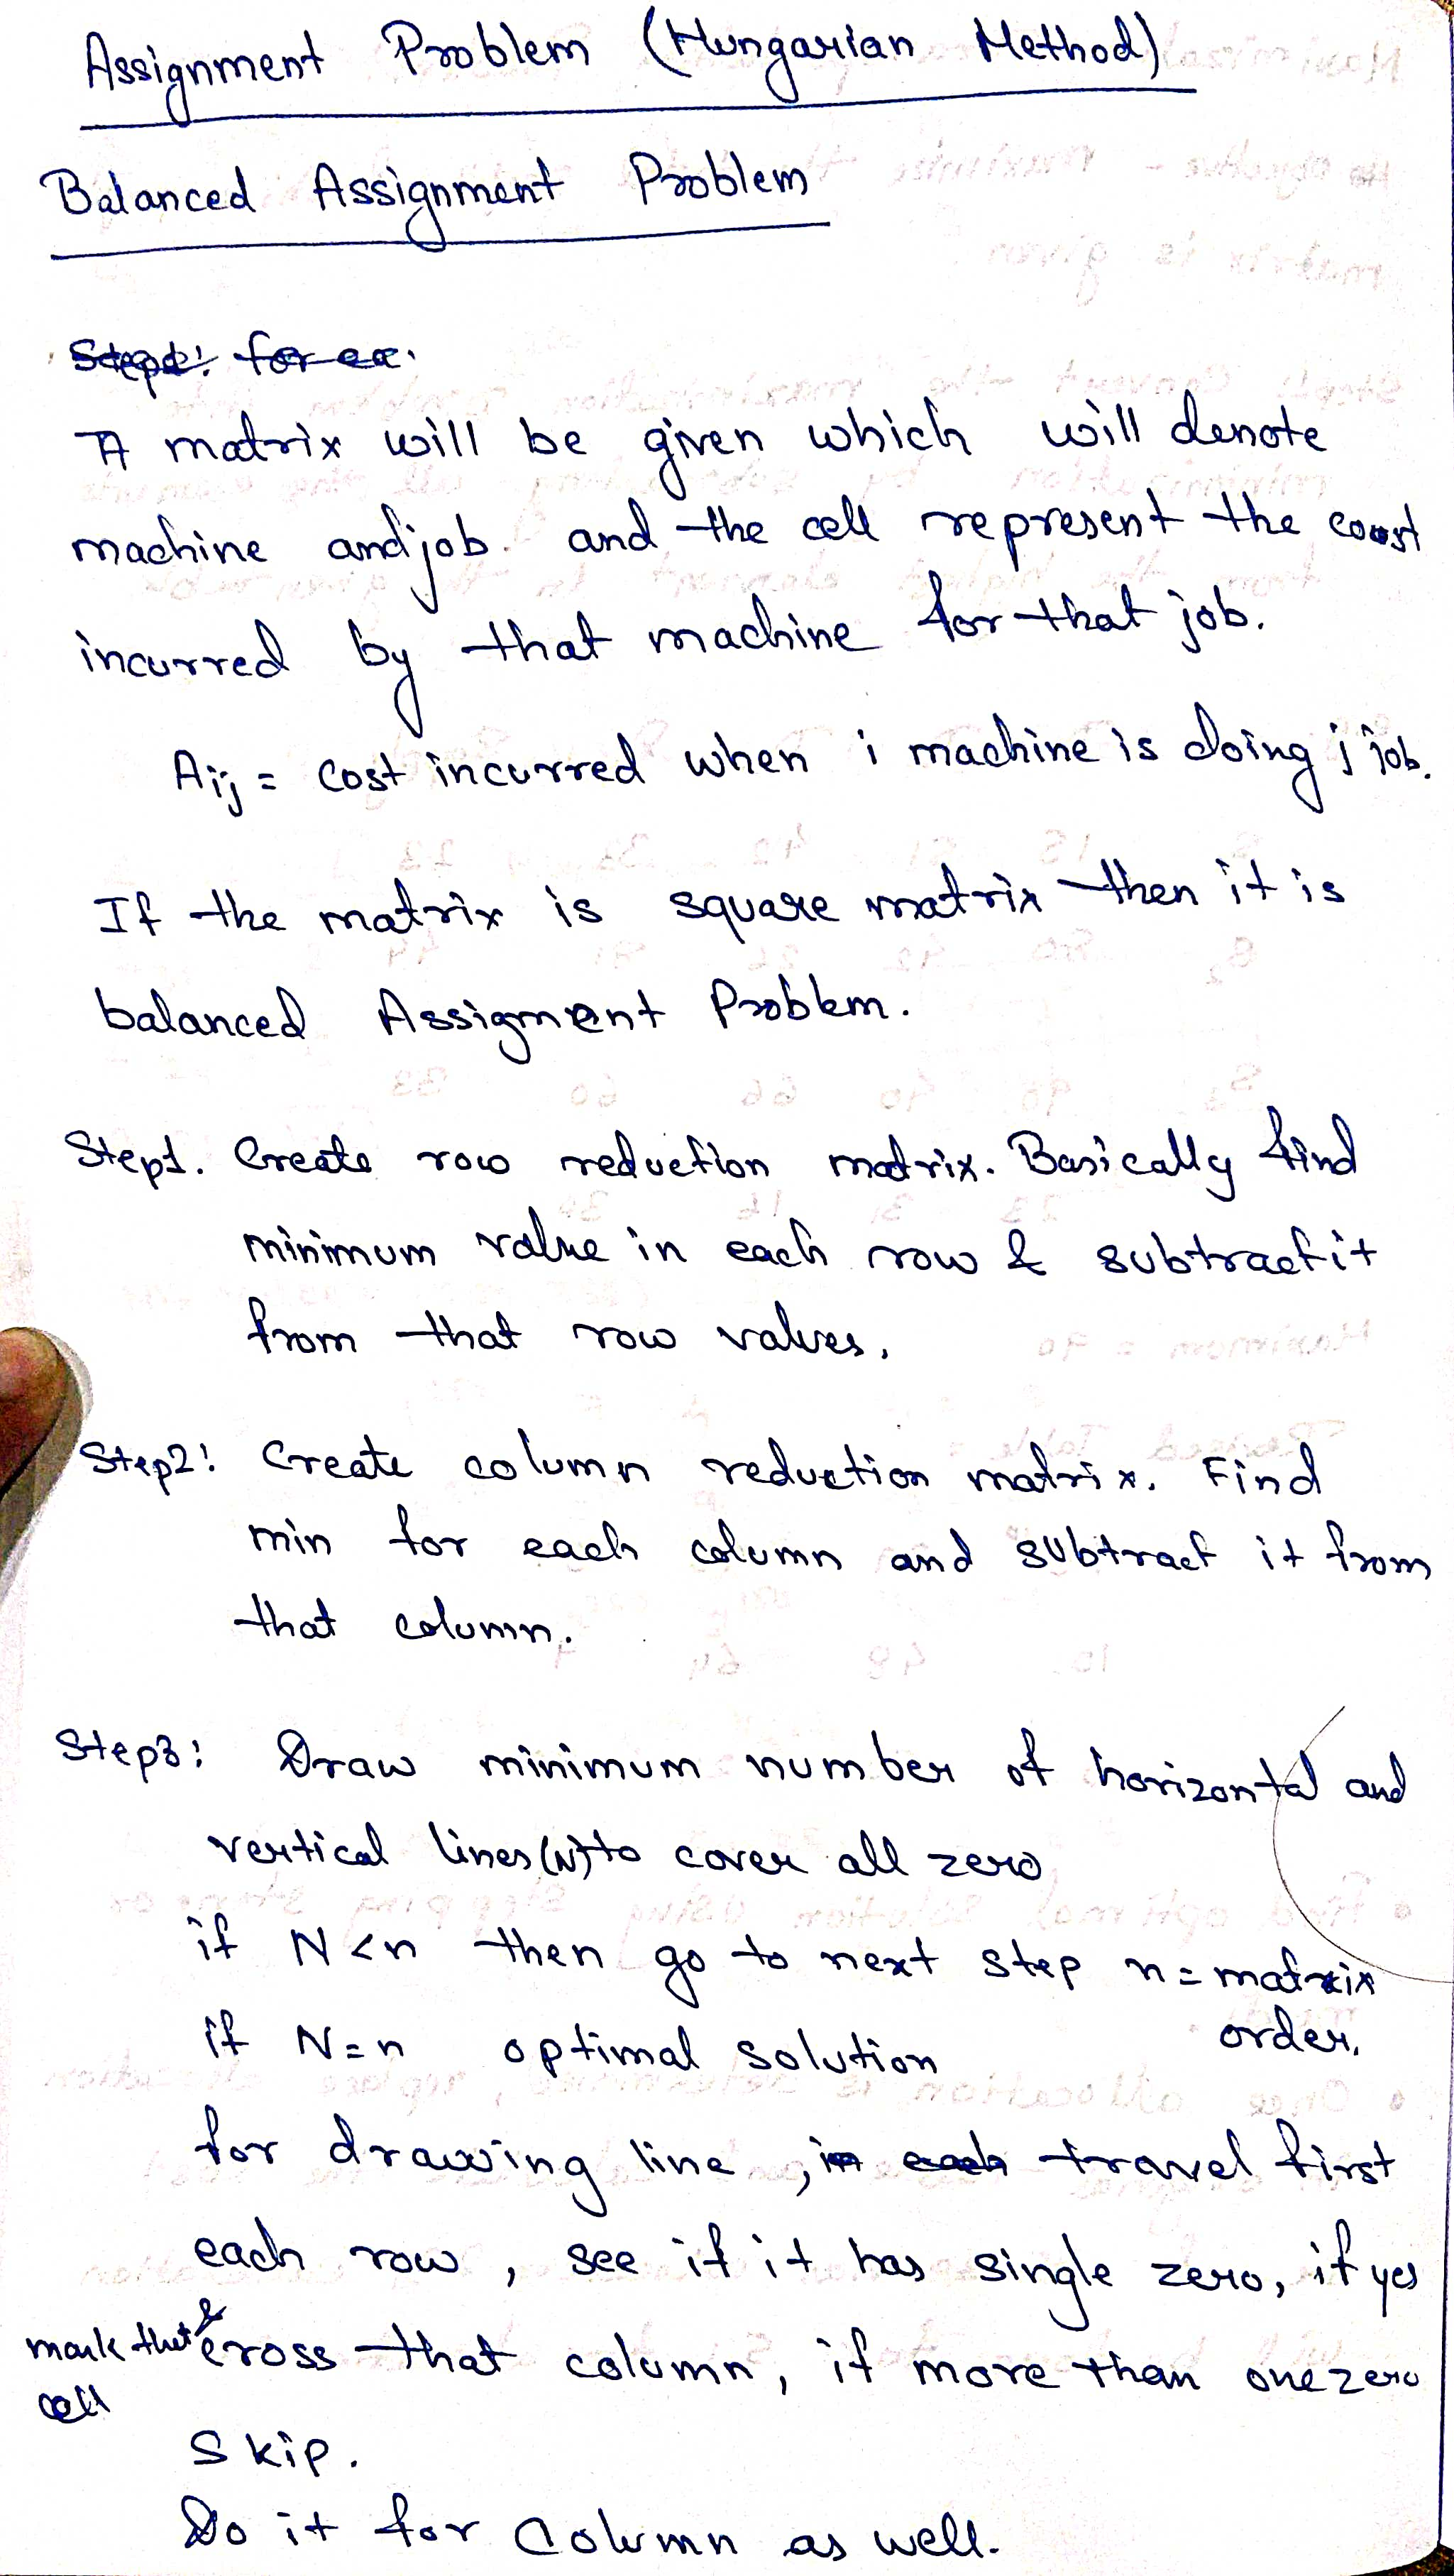 Assignment Problem (Hungarian Method)
Balanced Assignment Problem
Step1: for ex.
A matrix will be given which will denote
machine and job. and the cell represent the coost
incurred by that machine for that job.
Aij = Cost incurred when i machine is doing j job.
If the matrix is square matrix then it is
balanced Assigment Problem.
Step1. Create row reduction matrix. Basically find
minimum value in each row & subtract it
from that row values.
Step2: Create column reduction matrix. Find
min for each column and subtract it from
that column.
Step3: Draw minimum number of horizontal and
vertical lines (N) to cover all zero
if N < n then go to next step n = matrix
order.
if N = n optimal solution
for drawing line, in each travel first
each row, see if it has single zero, if yes
mark that cell & cross that column, if more than one zero
Skip.
Do it for Column as well.